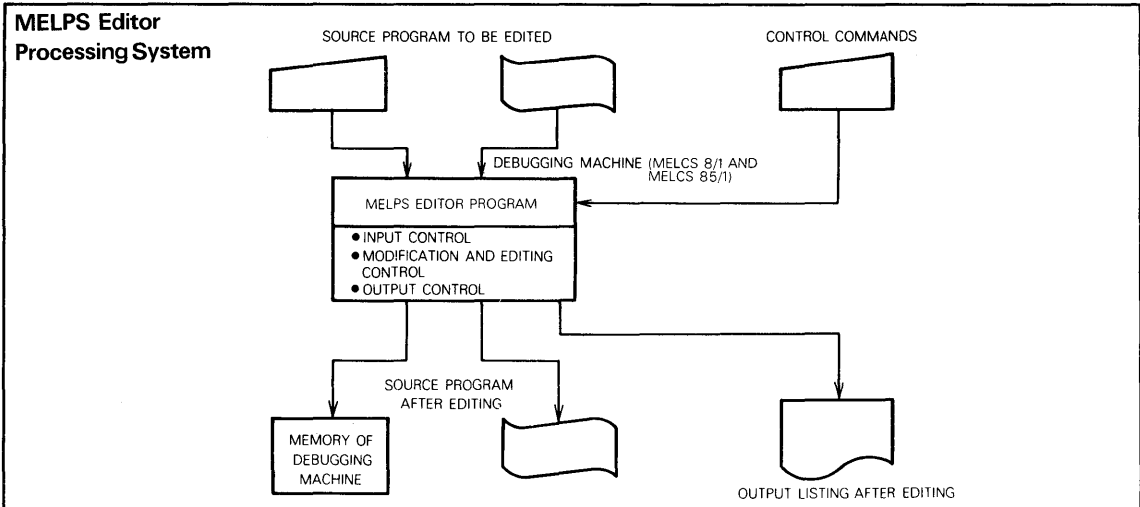 MELPS Editor
Processing System
SOURCE PROGRAM TO BE EDITED
CONTROL COMMANDS
DEBUGGING MACHINE (MELCS 8/1 AND
MELCS 85/1)
MELPS EDITOR PROGRAM
● INPUT CONTROL
● MODIFICATION AND EDITING
CONTROL
● OUTPUT CONTROL
SOURCE PROGRAM
AFTER EDITING
MEMORY OF
DEBUGGING
MACHINE
OUTPUT LISTING AFTER EDITING